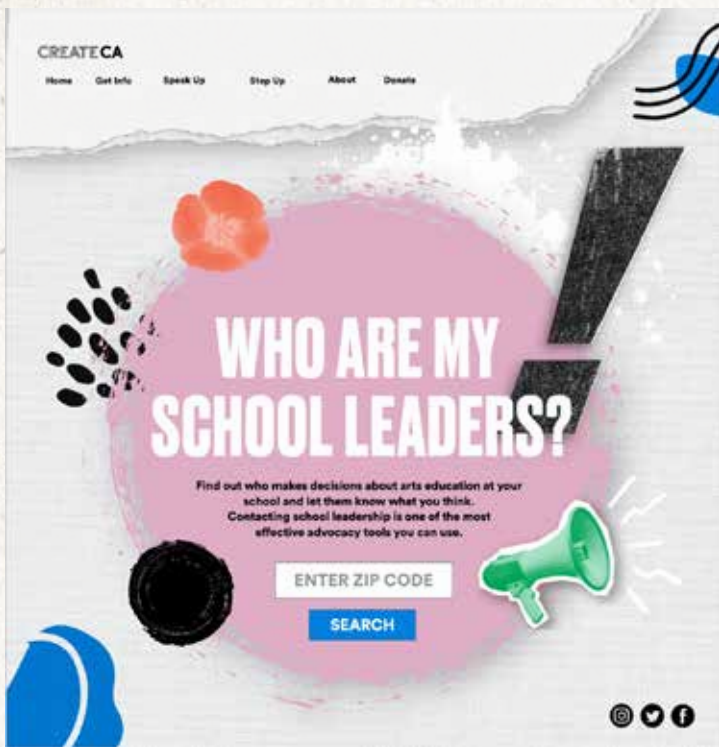 CREATECA
Home Get Info Speak Up Step Up About Donate
WHO ARE MY
SCHOOL LEADERS?
Find out who makes decisions about arts education at your
school and let them know what you think.
Contacting school leadership is one of the most
effective advocacy tools you can use.
ENTER ZIP CODE
SEARCH